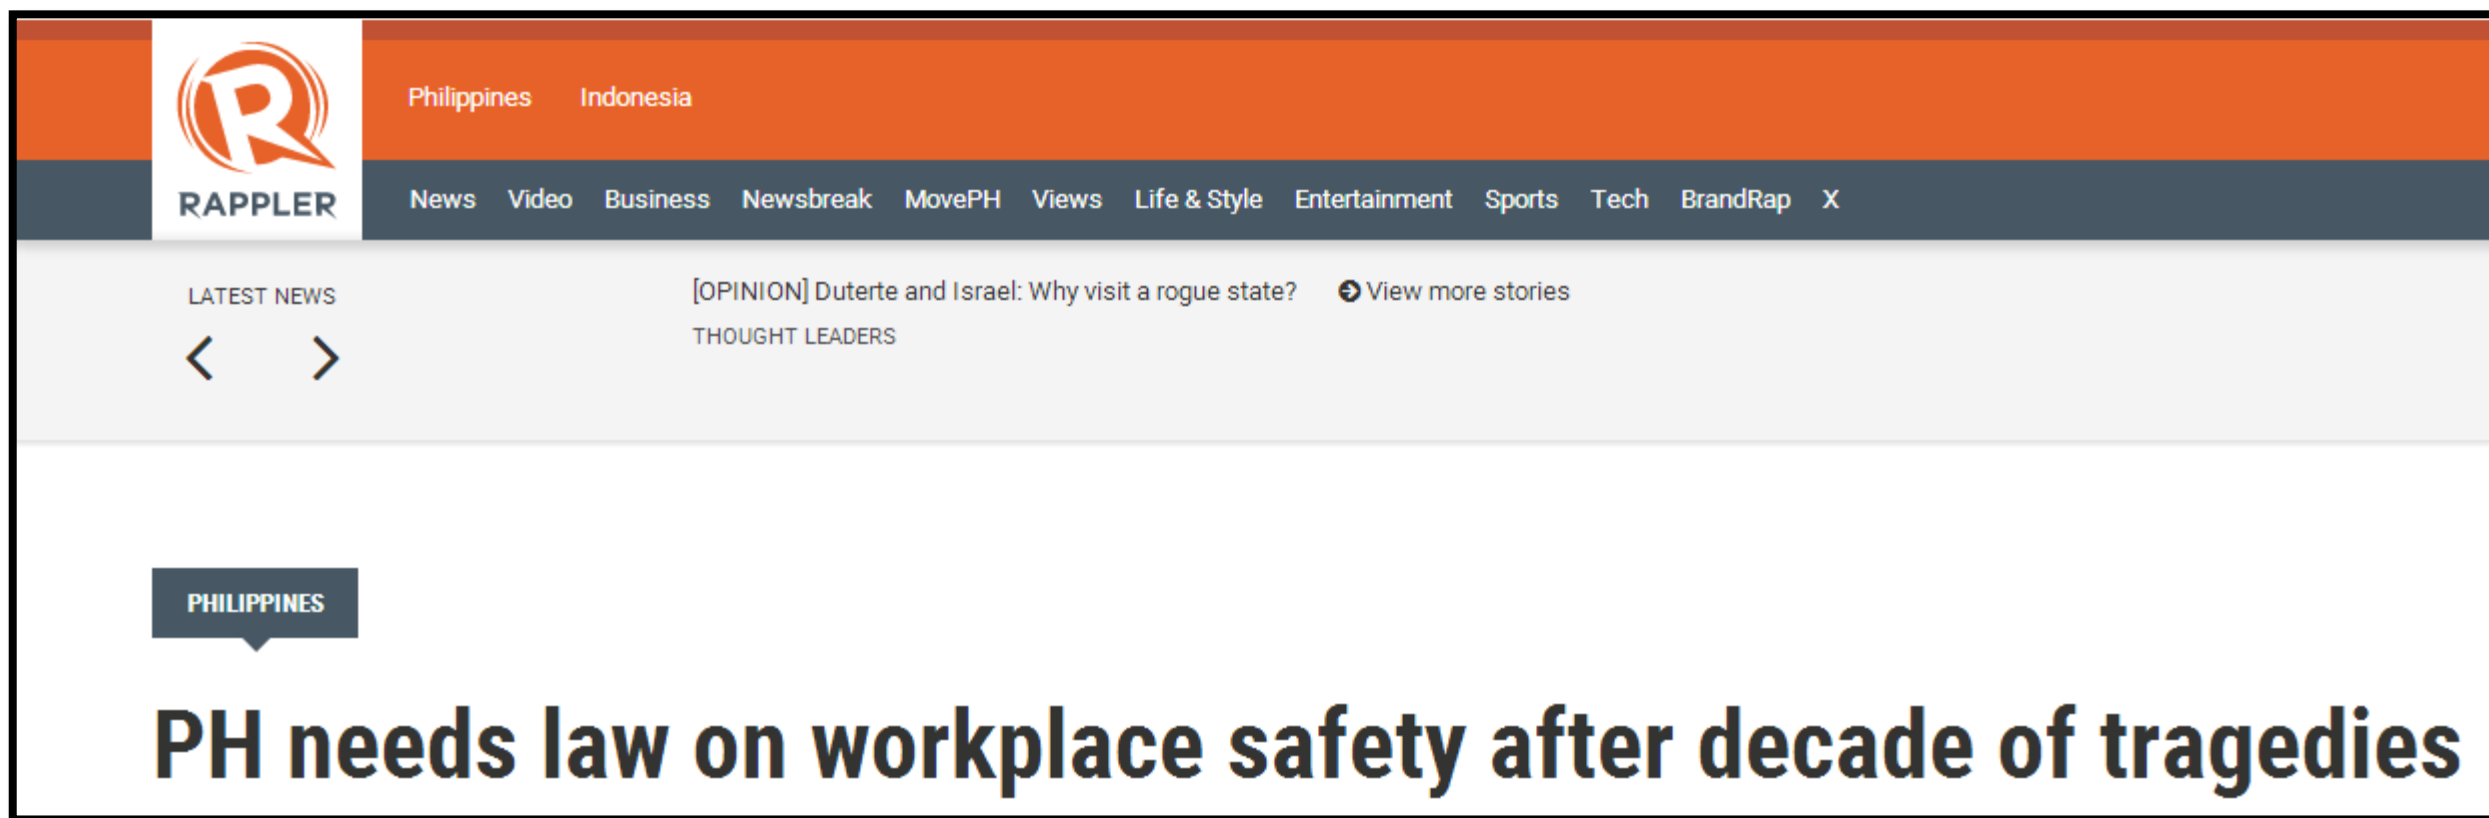 Philippines Indonesia
RAPPLER
News Video Business Newsbreak MovePH Views Life & Style Entertainment Sports Tech BrandRap X
LATEST NEWS
[OPINION] Duterte and Israel: Why visit a rogue state? View more stories
THOUGHT LEADERS
PHILIPPINES
PH needs law on workplace safety after decade of tragedies